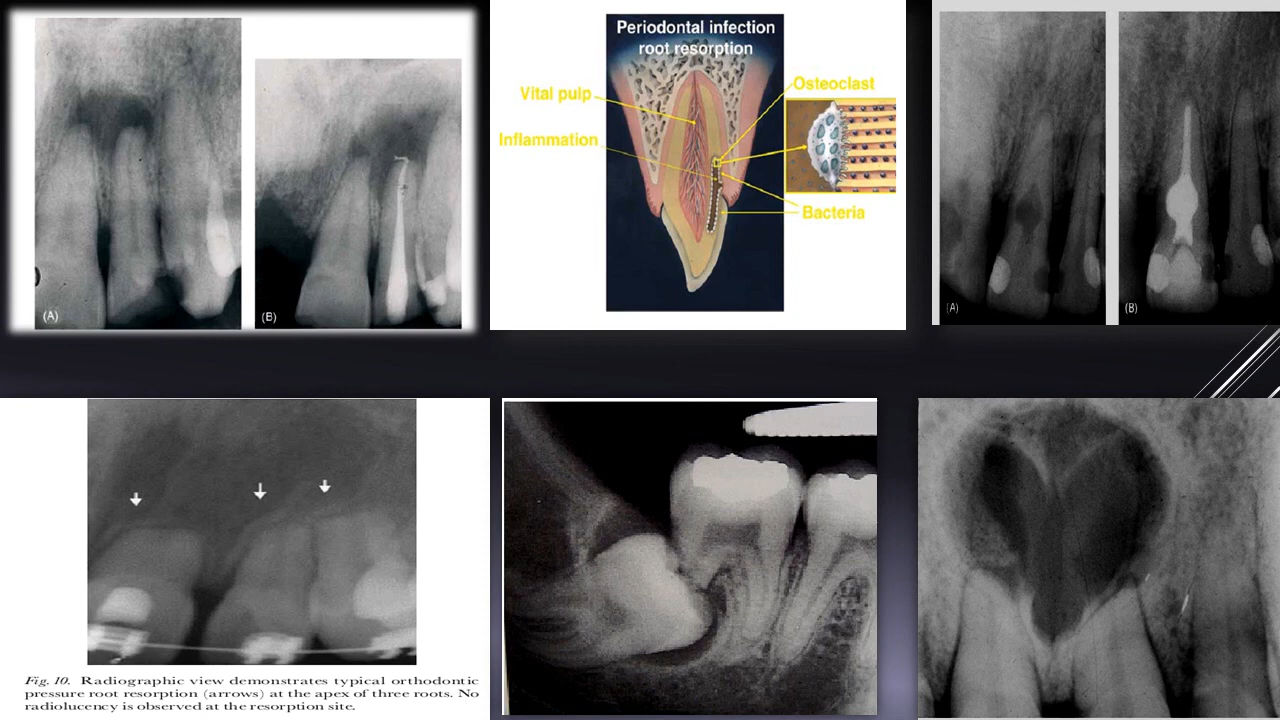 (A)
(B)
Periodontal infection
root resorption
Vital pulp
Osteoclast
Inflammation
Bacteria
(A)
(B)
Fig. 10. Radiographic view demonstrates typical orthodontic
pressure root resorption (arrows) at the apex of three roots. No
radiolucency is observed at the resorption site.